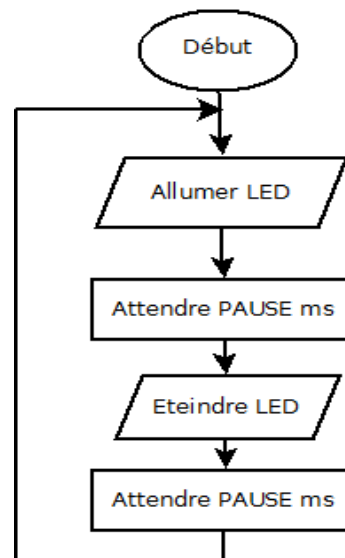 Début
Allumer LED
Attendre PAUSE ms
Eteindre LED
Attendre PAUSE ms